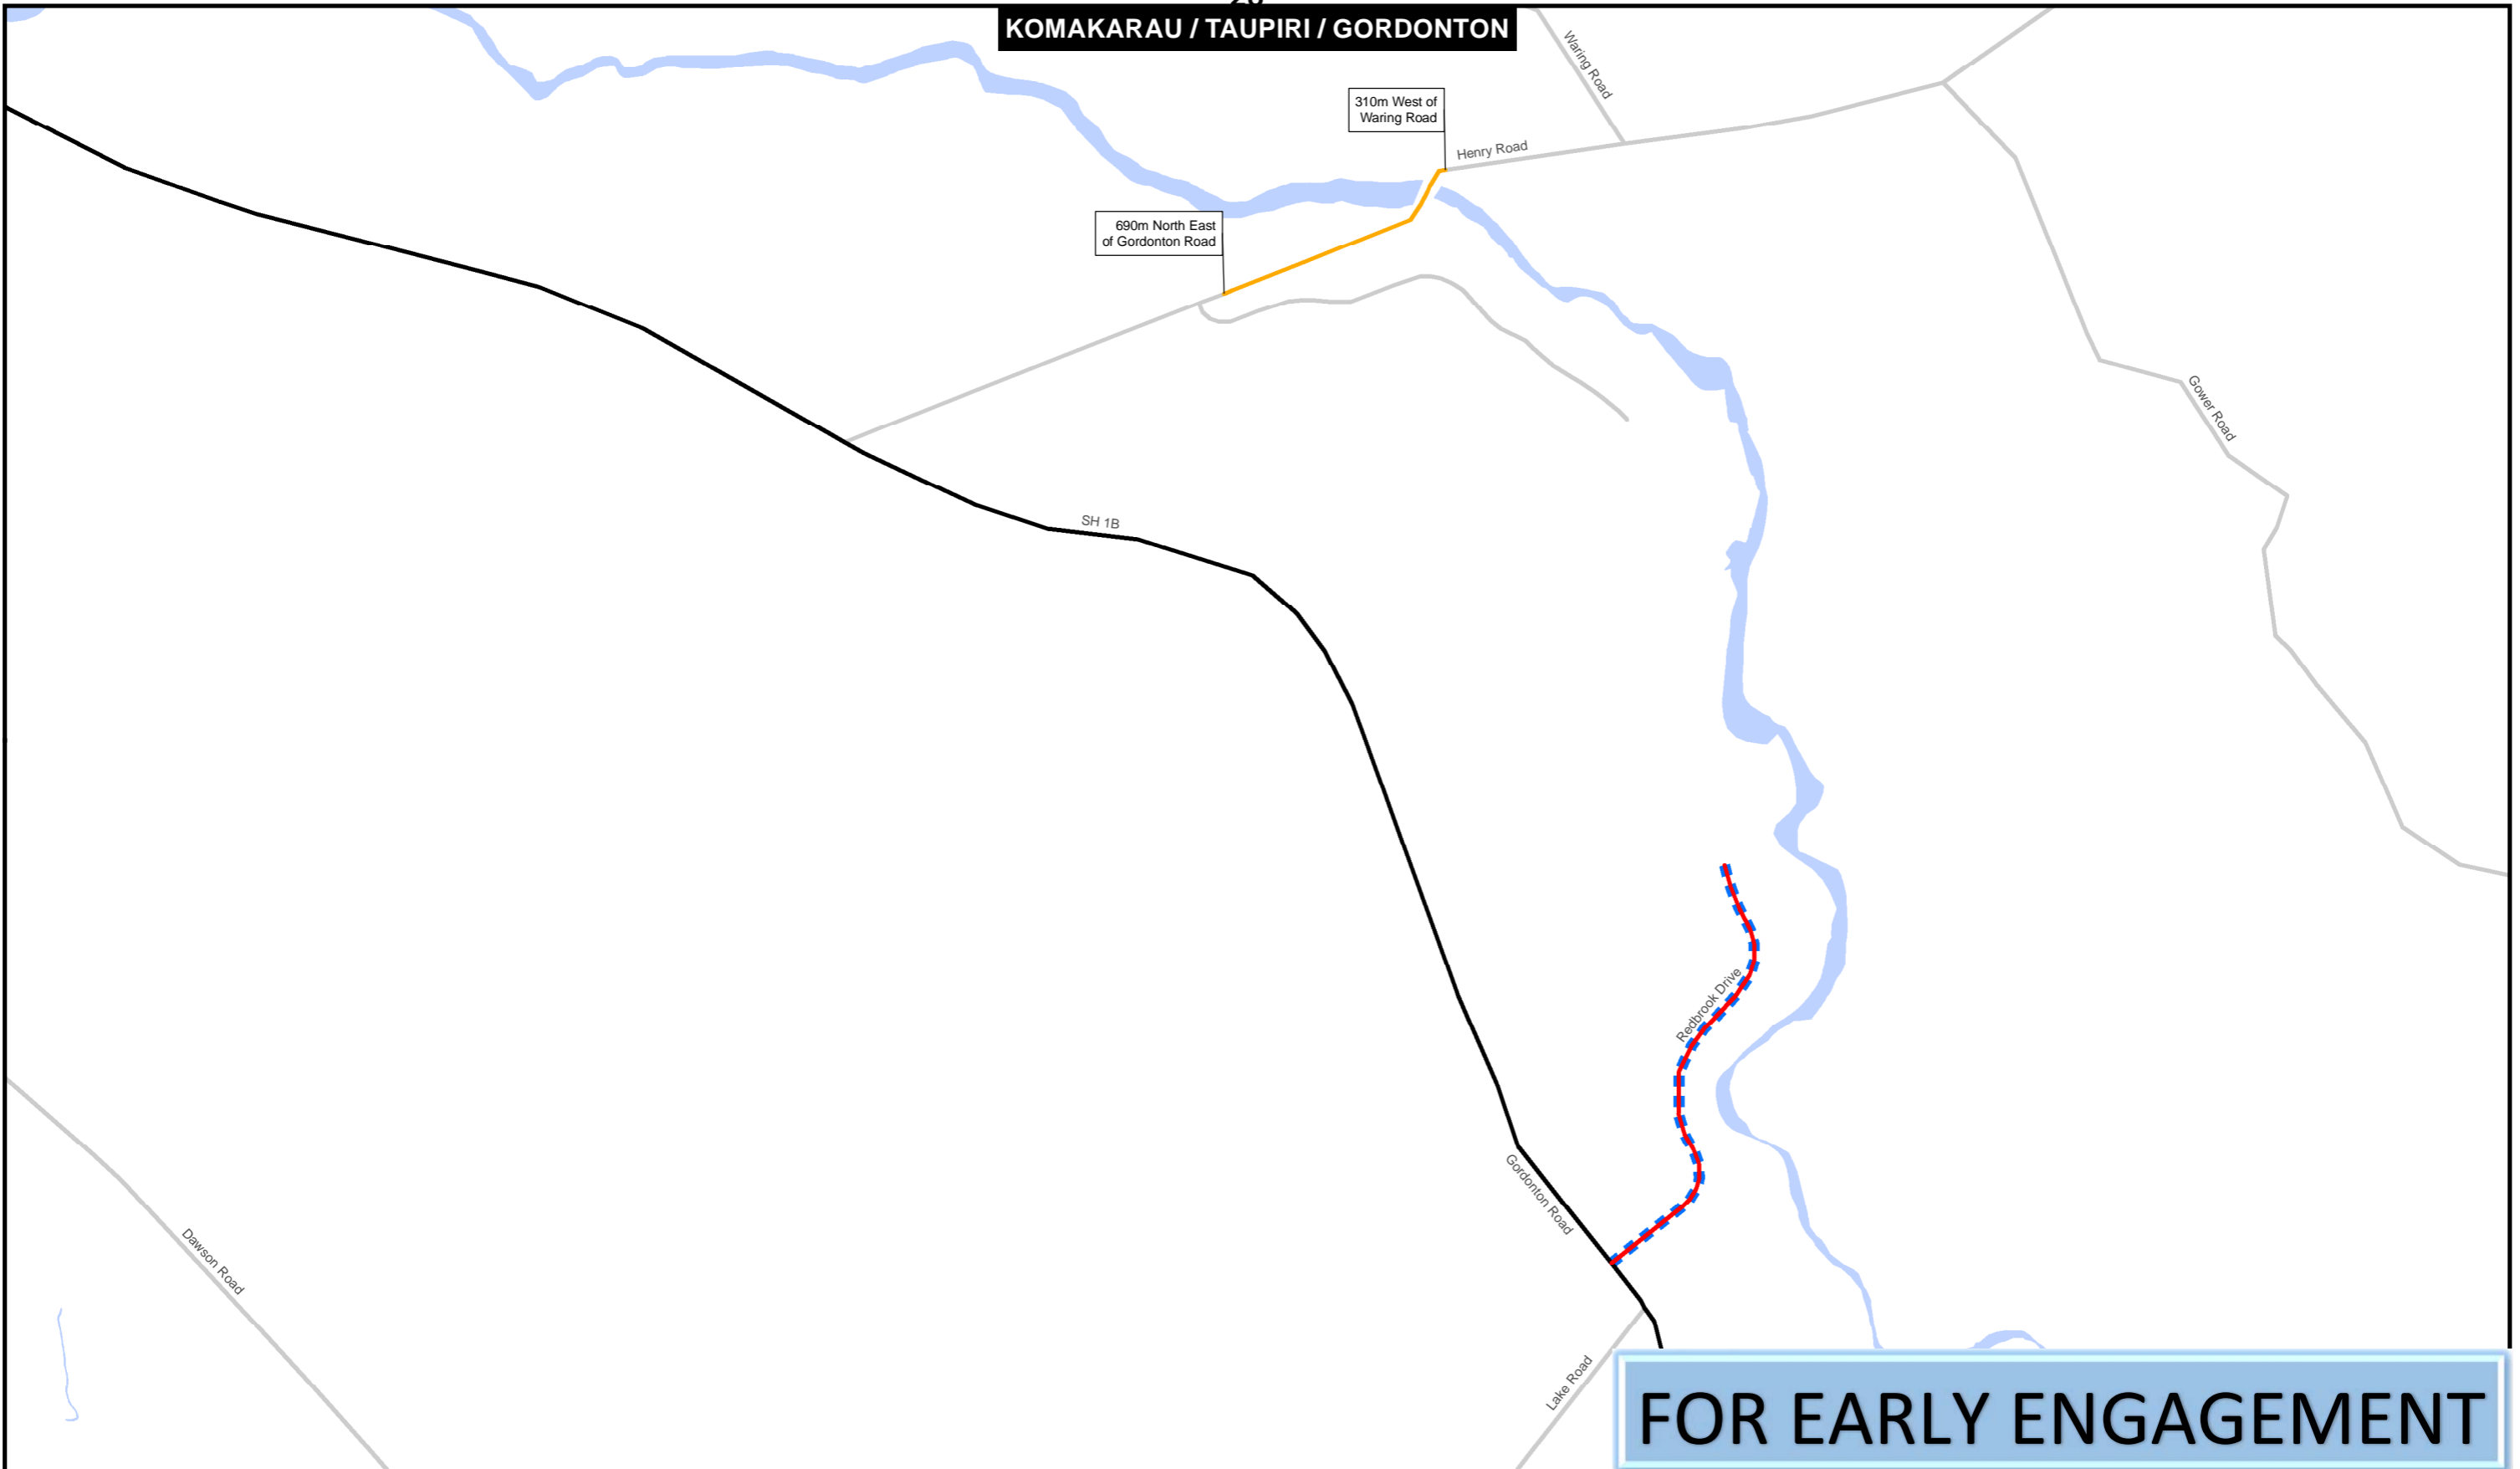 KOMAKARAU / TAUPIRI / GORDONTON
Waring Road
310m West of
Waring Road
Henry Road
690m North East
of Gordonton Road
Gower Road
SH 1B
Redbrook Drive
Gordonton Road
Dawson Road
Lake Road
FOR EARLY ENGAGEMENT